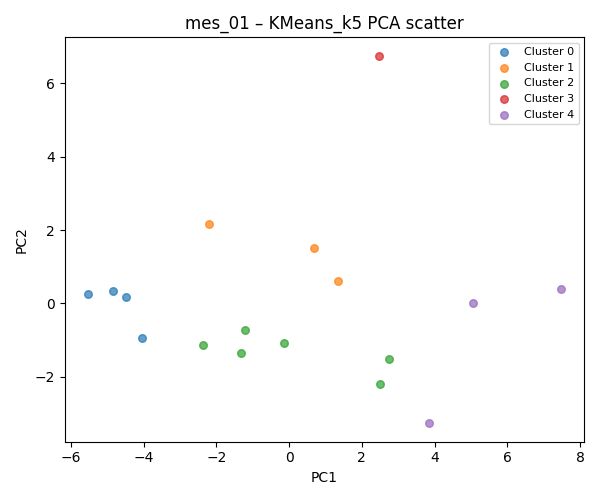 mes_01 – KMeans_k5 PCA scatter
Cluster 0
Cluster 1
Cluster 2
Cluster 3
Cluster 4
PC2
6
4
2
0
−2
−6 −4 −2 0 2 4 6 8
PC1